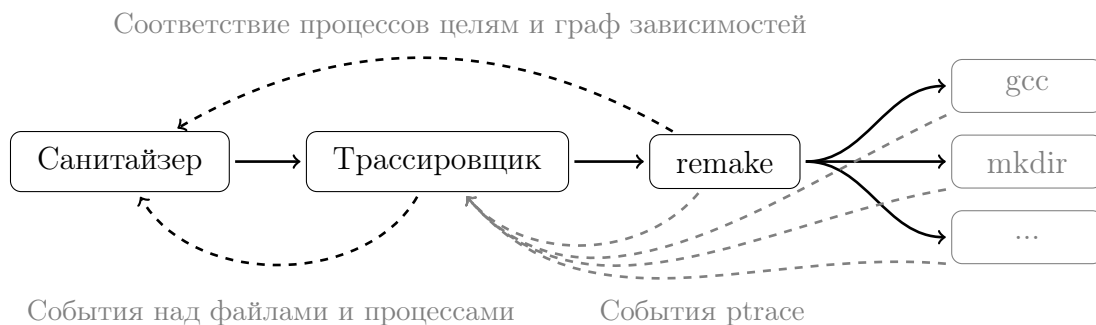 Соответствие процессов целям и граф зависимостей
gcc
Санитайзер
Трассировщик
remake
mkdir
...
События над файлами и процессами
События ptrace